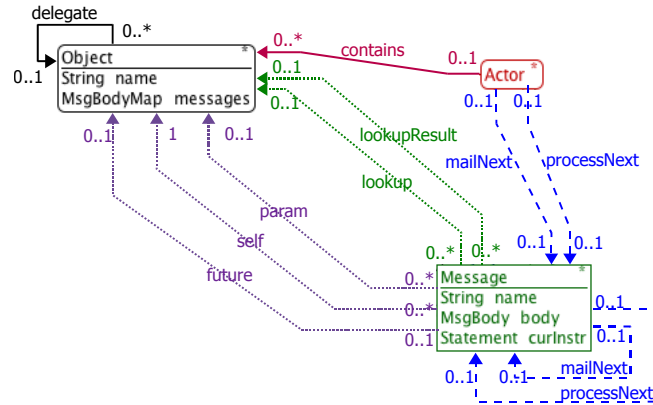 delegate
0..*
0..1
Object *
String name
MsgBodyMap messages
0..*
contains
0..1
Actor *
0..1
0..1
0..1
0..1
0..1
1
0..1
lookupResult
lookup
mailNext
processNext
param
self
future
0..1
0..1
0..*
0..*
0..*
0..*
0..1
Message *
String name
MsgBody body
Statement curInstr
0..1
0..1
mailNext
0..1
0..1
processNext